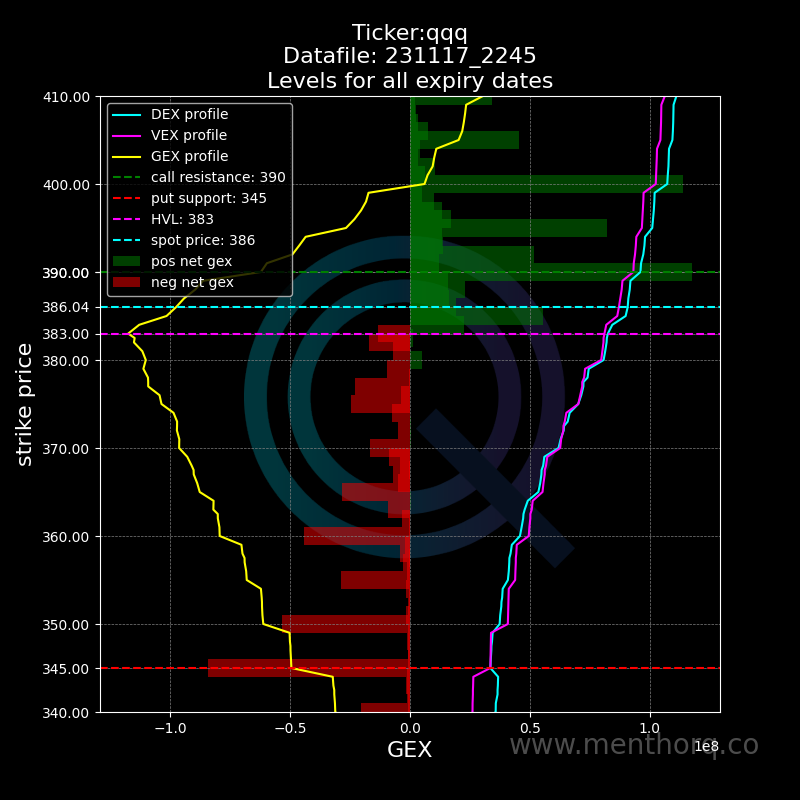 Ticker:qqq
Datafile: 231117_2245
Levels for all expiry dates
DEX profile
VEX profile
GEX profile
call resistance: 390
put support: 345
HVL: 383
spot price: 386
pos net gex
neg net gex
410.00
400.00
390.00
386.04
383.00
380.00
370.00
360.00
350.00
345.00
340.00
strike price
−1.0
−0.5
0.0
0.5
1.0
1e8
GEX
www.menthorq.co